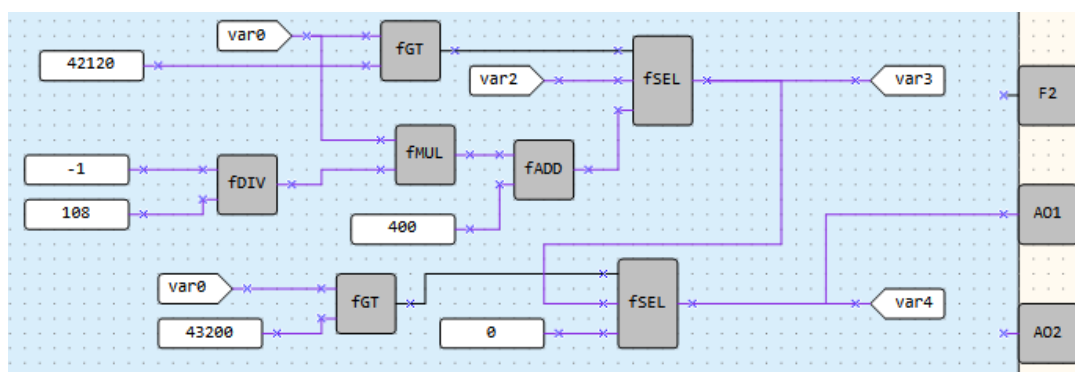 var0
fGT
42120
var2
fSEL
var3
F2
-1
fDIV
fMUL
fADD
108
400
AO1
var0
fGT
fSEL
var4
43200
0
AO2